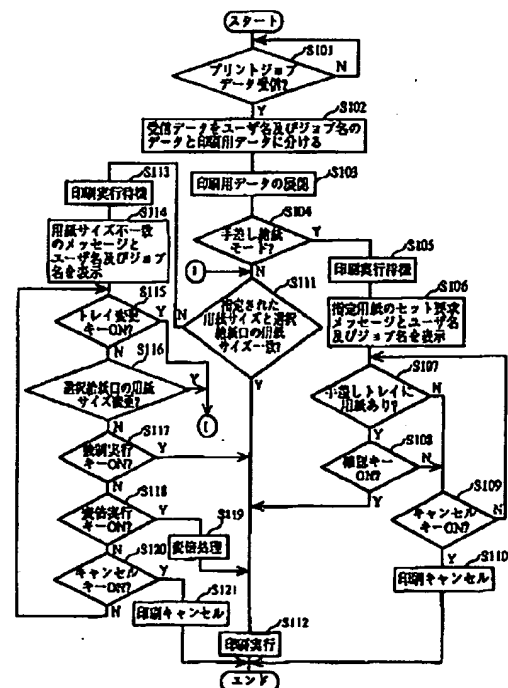 スタート
S101
プリントジョブ
データ受信?
N
Y
S102
受信データをユーザ名及びジョブ名の
データと印刷用データに分ける
S103
印刷用データの展開
S104
手差し給紙
モード?
Y
N
S105
印刷実行待機
S106
指定用紙のセット要求
メッセージとユーザ名
及びジョブ名を表示
S107
手差しトレイに
用紙あり?
N
Y
S108
確認キー
ON?
N
Y
S109
キャンセル
キーON?
N
Y
S110
印刷キャンセル
1
S111
指定された
用紙サイズと選択
給紙口の用紙
サイズ一致?
N
Y
S113
印刷実行待機
S114
用紙サイズ不一致
のメッセージと
ユーザ名及びジョブ
名を表示
S115
トレイ変更
キーON?
Y
N
S116
選択給紙口の用紙
サイズ変更?
Y
N
1
S117
強制実行
キーON?
Y
N
S118
変倍実行
キーON?
Y
N
S119
変倍処理
S120
キャンセル
キーON?
Y
N
S121
印刷キャンセル
S112
印刷実行
エンド